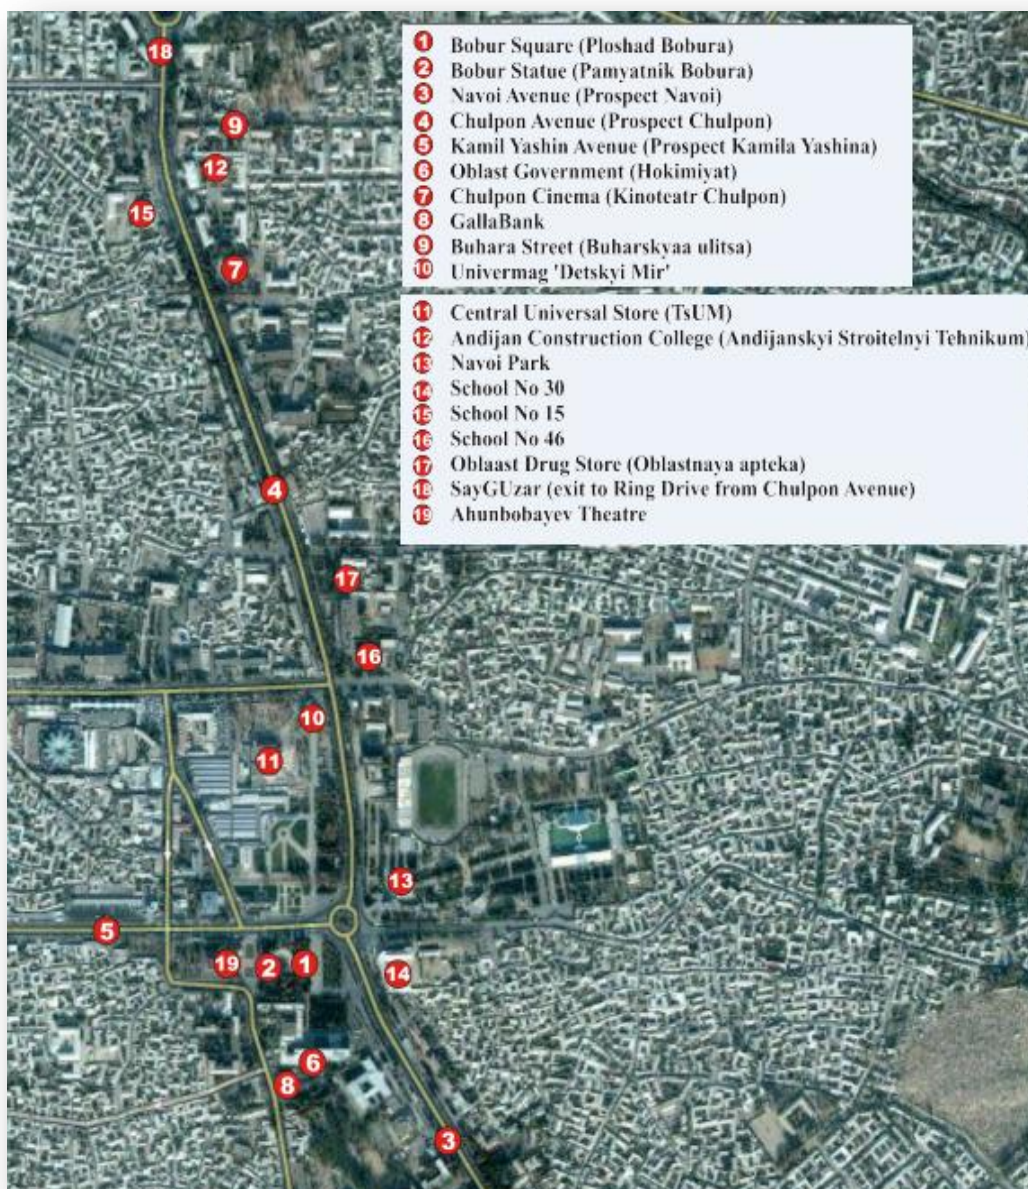 1 Bobur Square (Ploshad Bobura)
2 Bobur Statue (Pamyatnik Bobura)
3 Navoi Avenue (Prospect Navoi)
4 Chulpon Avenue (Prospect Chulpon)
5 Kamil Yashin Avenue (Prospect Kamila Yashina)
6 Oblast Government (Hokimiyat)
7 Chulpon Cinema (Kinoteatr Chulpon)
8 GallaBank
9 Buhara Street (Buharskyaa ulitsa)
10 Univermag 'Detskyi Mir'
11 Central Universal Store (TsUM)
12 Andijan Construction College (Andijanskyi Stroitelnyi Tehnikum)
13 Navoi Park
14 School No 30
15 School No 15
16 School No 46
17 Oblaast Drug Store (Oblastnaya apteka)
18 SayGUzar (exit to Ring Drive from Chulpon Avenue)
19 Ahunbobayev Theatre
18
9
12
15
7
4
17
16
10
11
13
5
19
2
1
14
6
8
3